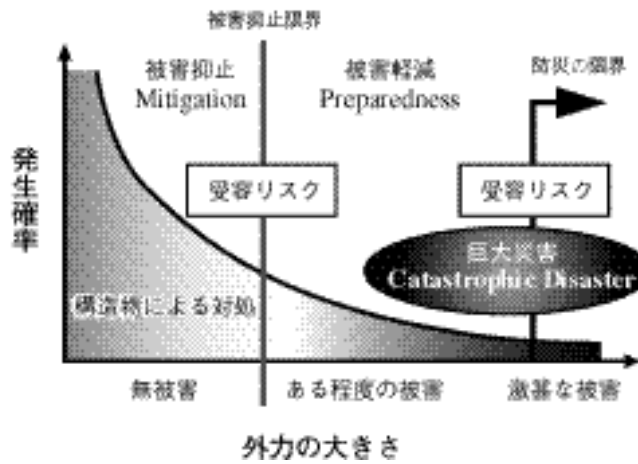 被害抑止限界
被害抑止
Mitigation
被害軽減
Preparedness
防災の限界
発生確率
受容リスク
受容リスク
巨大災害
Catastrophic Disaster
構造物による対処
無被害
ある程度の被害
激甚な被害
外力の大きさ